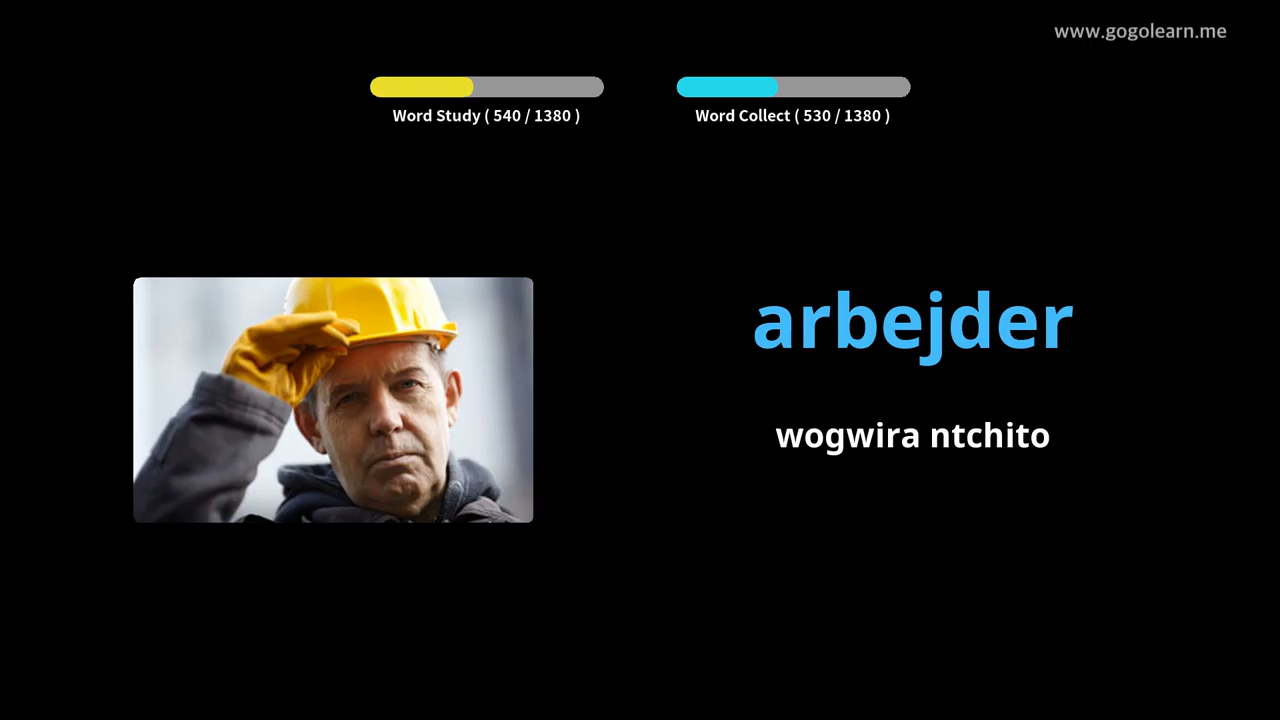 www.gogolearn.me
Word Study ( 540 / 1380 )
Word Collect ( 530 / 1380 )
arbejder
wogwira ntchito